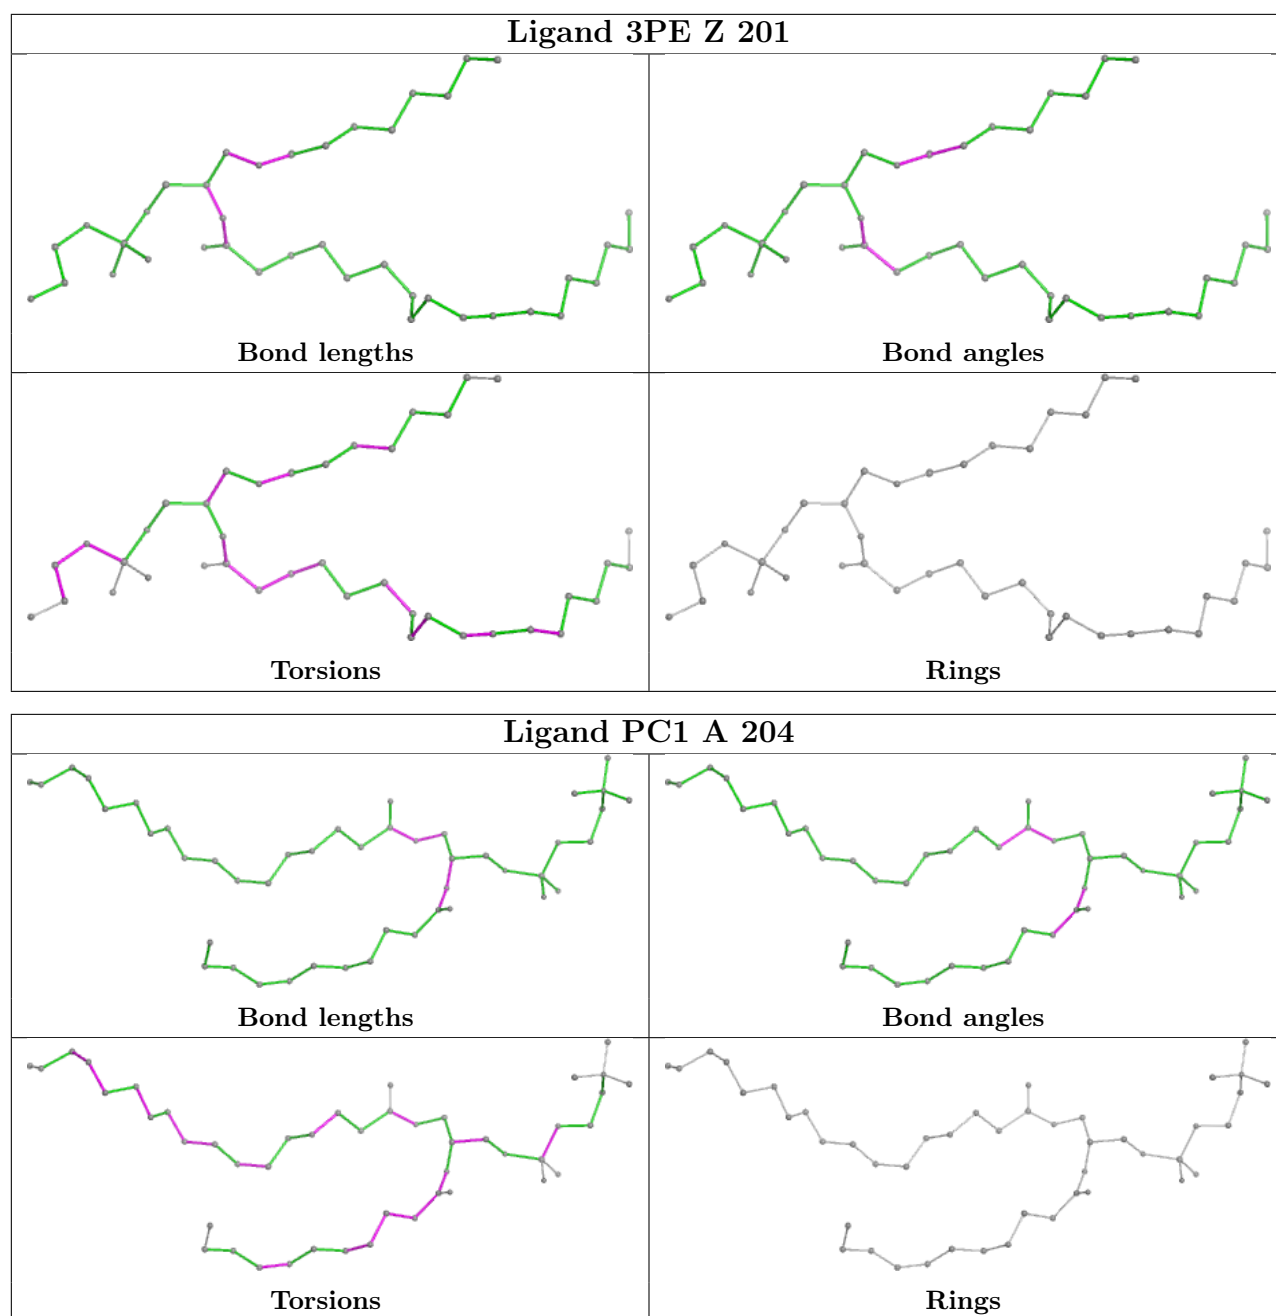 Ligand 3PE Z 201
Bond lengths
Bond angles
Torsions
Rings
Ligand PC1 A 204
Bond lengths
Bond angles
Torsions
Rings